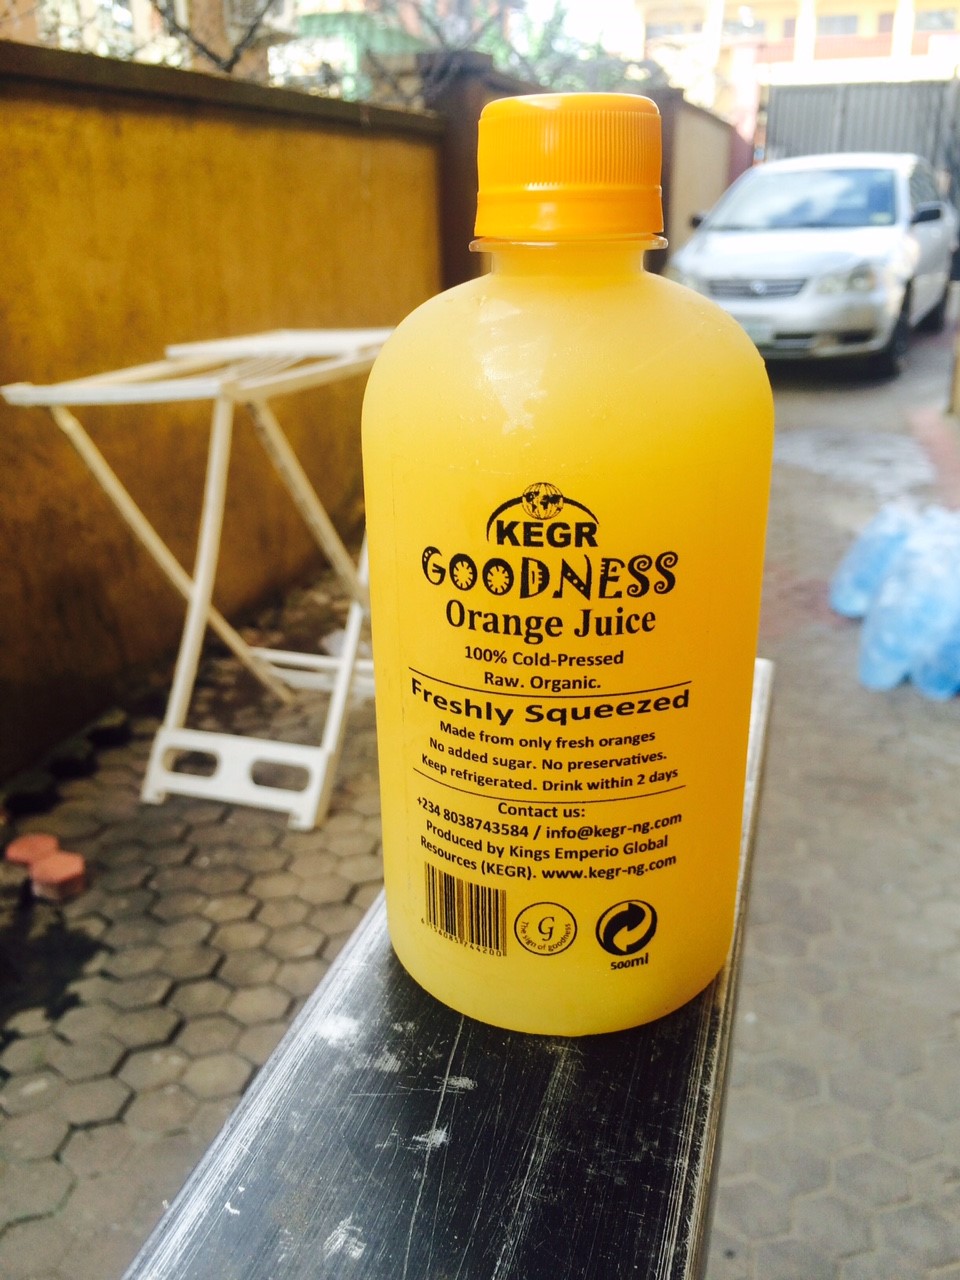 KEGR
GOODNESS
Orange Juice
100% Cold-Pressed
Raw. Organic.
Freshly Squeezed
Made from only fresh oranges
No added sugar. No preservatives.
Keep refrigerated. Drink within 2 days
Contact us:
+234 8038743584 / info@kegr-ng.com
Produced by Kings Emperio Global
Resources (KEGR). www.kegr-ng.com
G
The sign of goodness
500ml